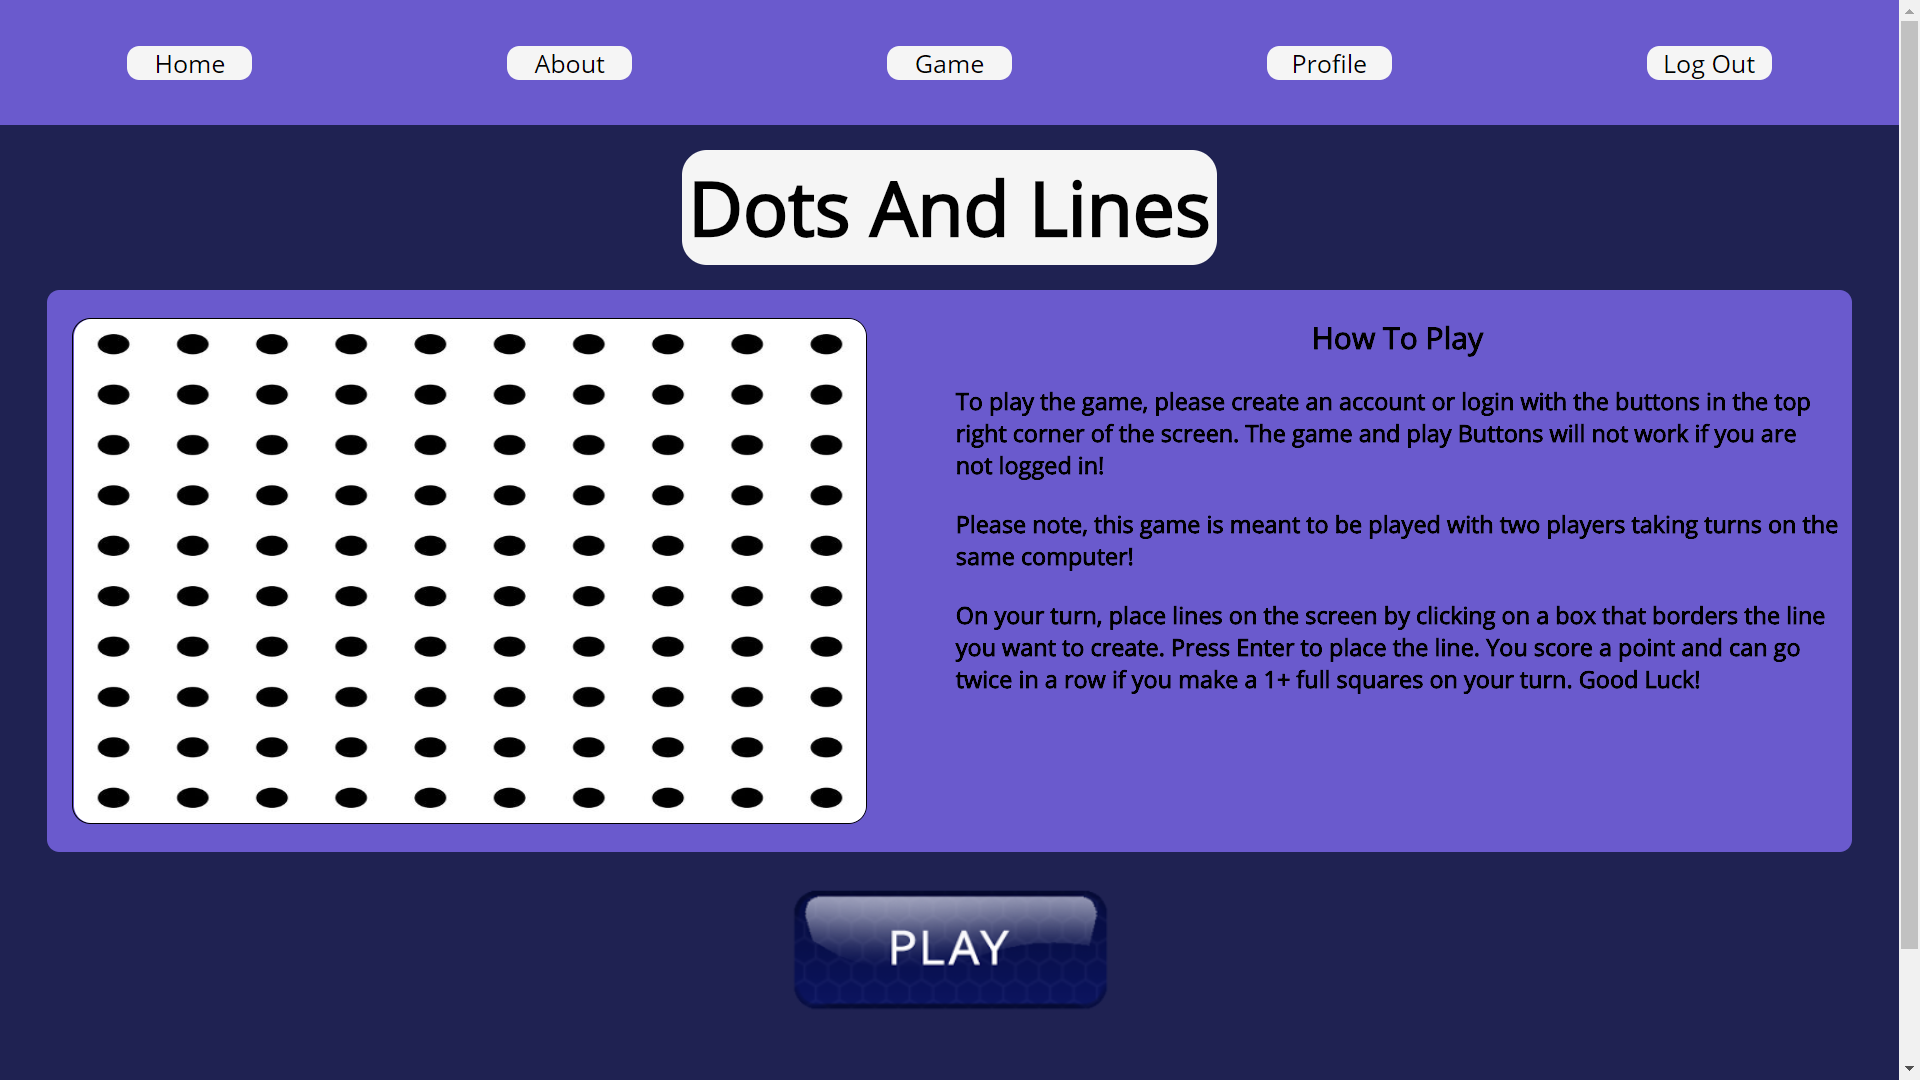 Home
About
Game
Profile
Log Out
Dots And Lines
How To Play
To play the game, please create an account or login with the buttons in the top
right corner of the screen. The game and play Buttons will not work if you are
not logged in!
Please note, this game is meant to be played with two players taking turns on the
same computer!
On your turn, place lines on the screen by clicking on a box that borders the line
you want to create. Press Enter to place the line. You score a point and can go
twice in a row if you make a 1+ full squares on your turn. Good Luck!
PLAY